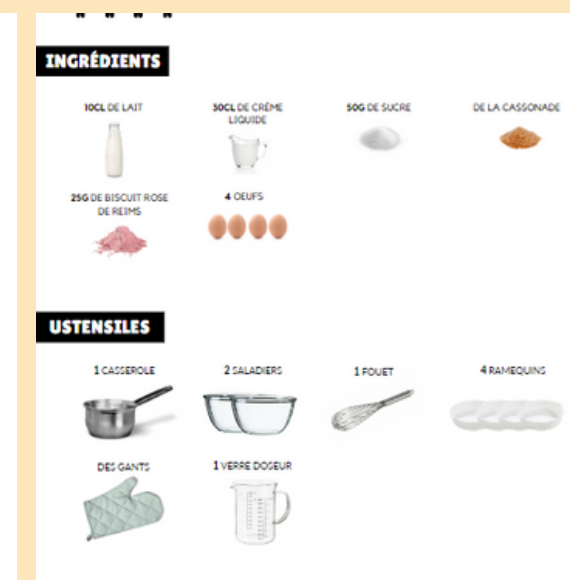 INGRÉDIENTS
10CL DE LAIT
50CL DE CRÈME
LIQUIDE
50G DE SUCRE
DE LA CASSONADE
25G DE BISCUIT ROSE
DE REIMS
4 OEUFS
USTENSILES
1 CASSEROLE
2 SALADIERS
1 FOUET
4 RAMEQUINS
DES GANTS
1 VERRE DOSEUR